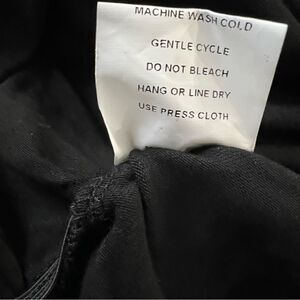 MACHINE WASH COLD
GENTLE CYCLE
DO NOT BLEACH
HANG OR LINE DRY
USE PRESS CLOTH